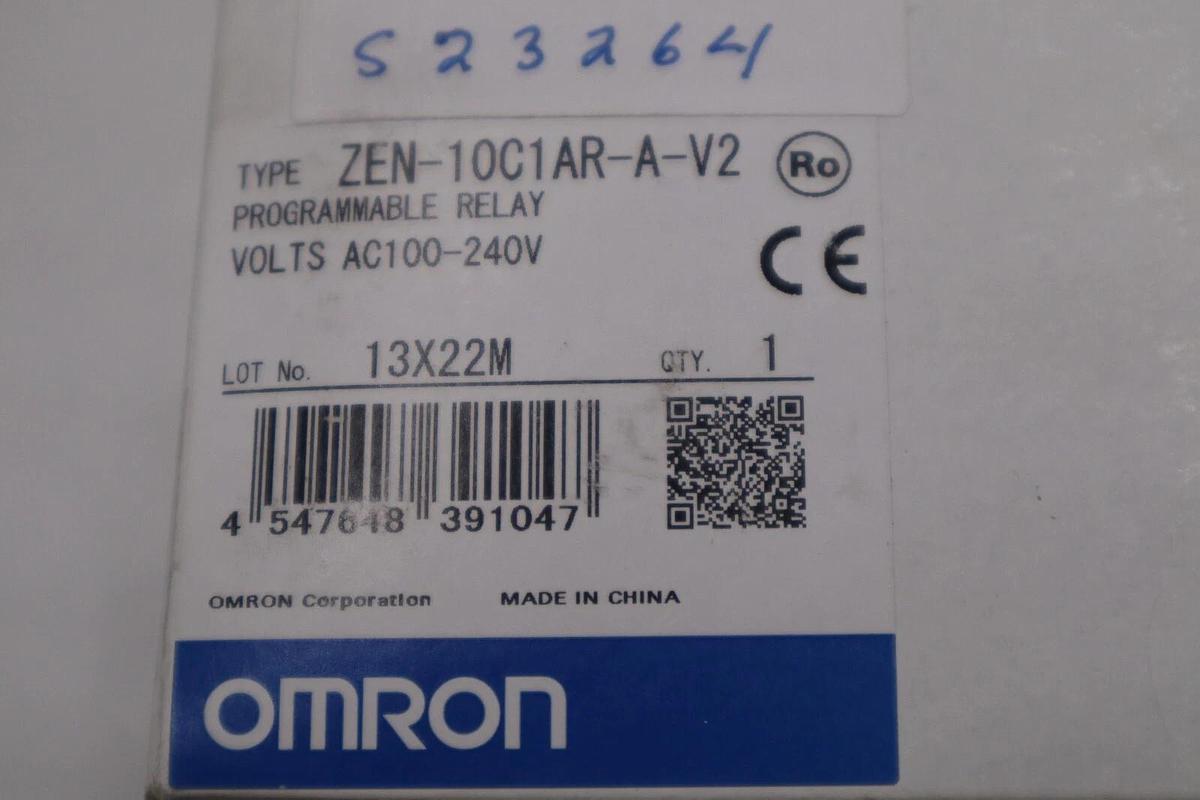 S23264
TYPE ZEN-10C1AR-A-V2 Ro
PROGRAMMABLE RELAY
VOLTS AC100-240V
CE
LOT No. 13X22M QTY. 1
4 547648 391047
OMRON Corporation MADE IN CHINA
OMRON